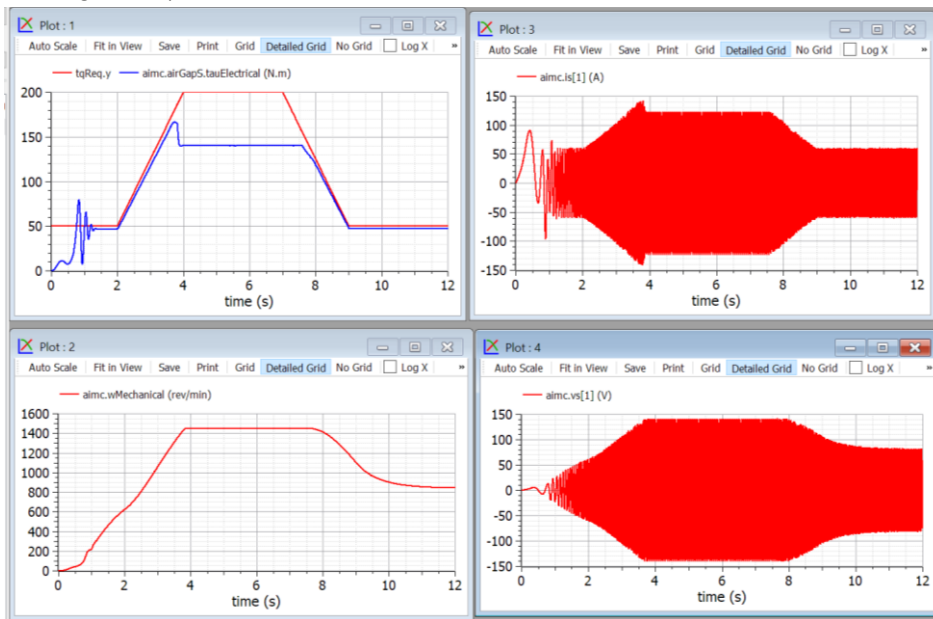 Plot : 1
Auto Scale Fit in View Save Print Grid Detailed Grid No Grid Log X »
tqReq.y aimc.airGapS.tauElectrical (N.m)
200
150
100
50
0
0 2 4 6 8 10 12
time (s)
Plot : 3
Auto Scale Fit in View Save Print Grid Detailed Grid No Grid Log X »
aimc.is[1] (A)
150
100
50
0
-50
-100
-150
0 2 4 6 8 10 12
time (s)
Plot : 2
Auto Scale Fit in View Save Print Grid Detailed Grid No Grid Log X »
aimc.wMechanical (rev/min)
1600
1400
1200
1000
800
600
400
200
0
0 2 4 6 8 10 12
time (s)
Plot : 4
Auto Scale Fit in View Save Print Grid Detailed Grid No Grid Log X »
aimc.vs[1] (V)
150
100
50
0
-50
-100
-150
0 2 4 6 8 10 12
time (s)